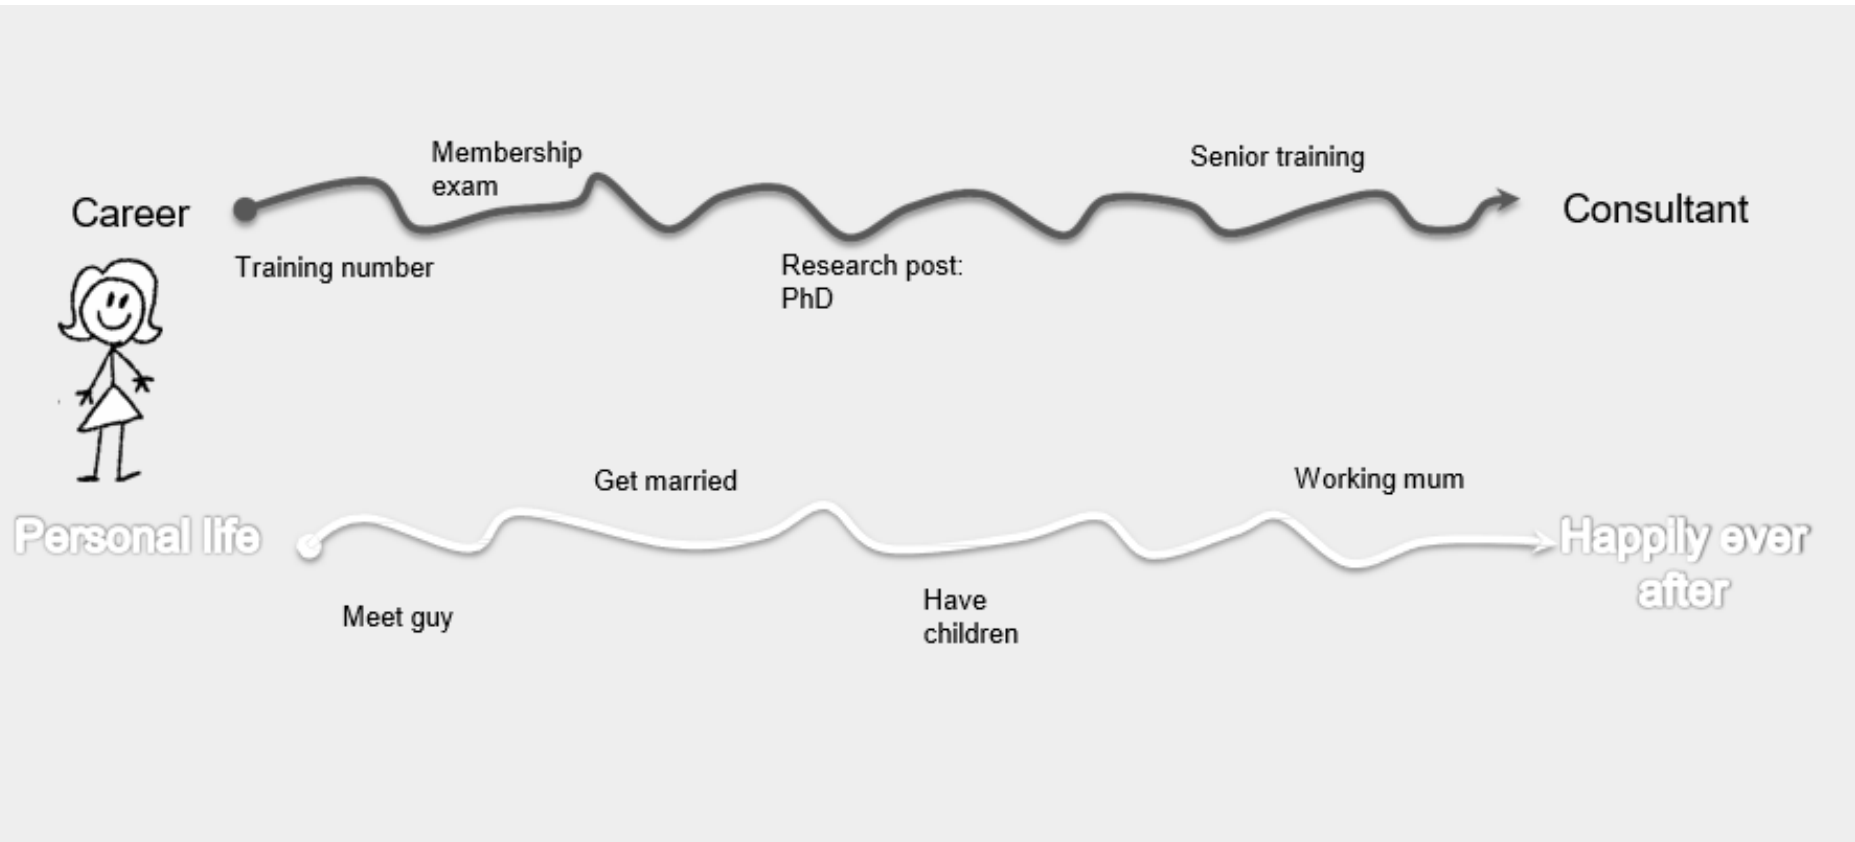 Membership
exam
Senior training
Career
Consultant
Training number
Research post:
PhD
Get married
Working mum
Personal life
Happily ever
after
Meet guy
Have
children